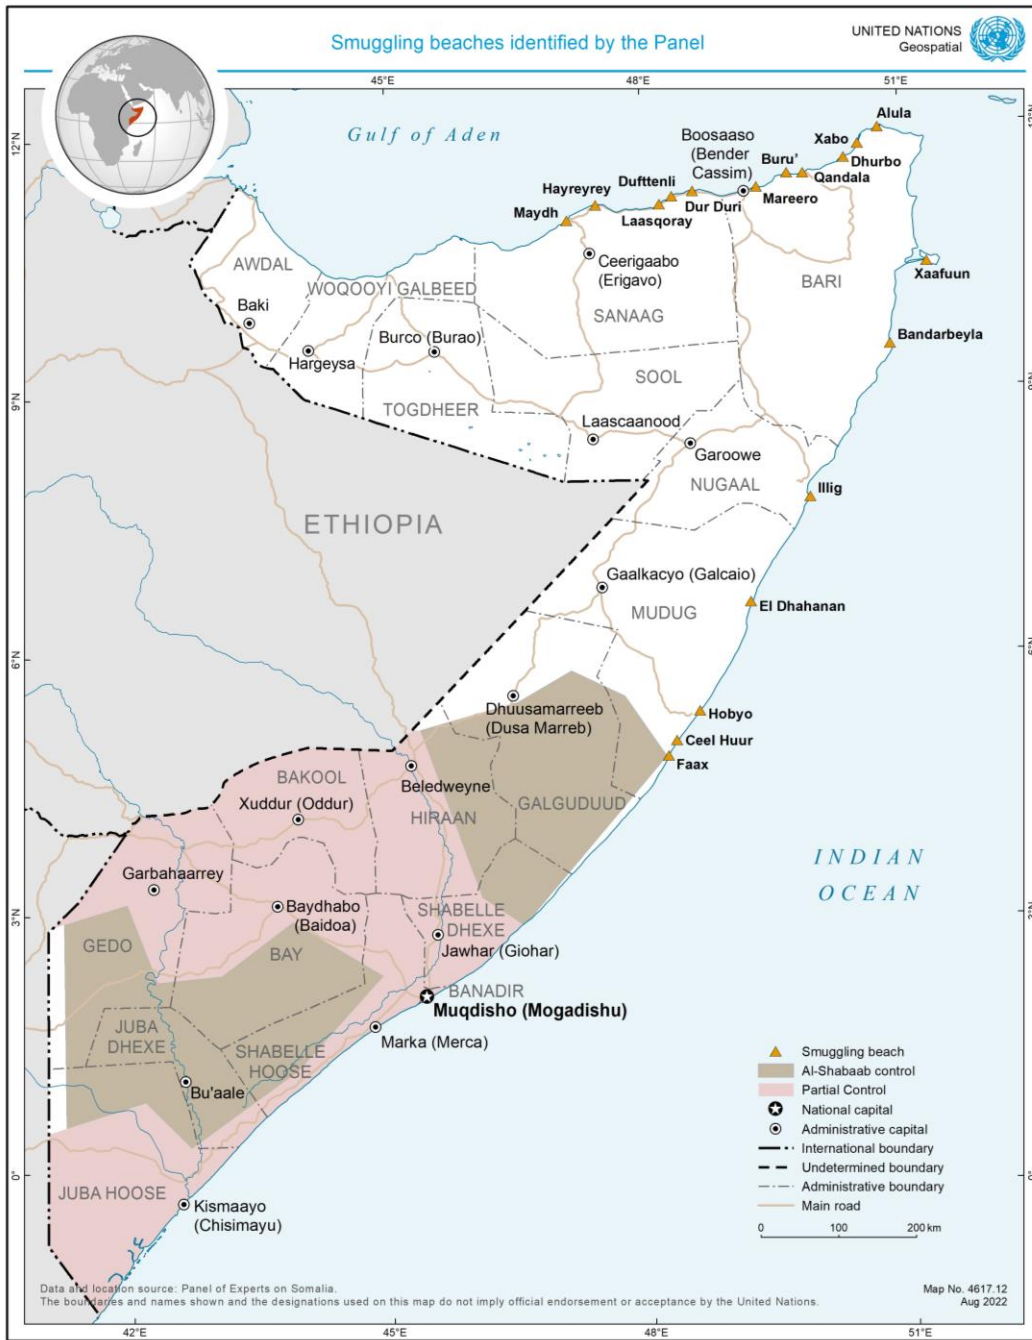 Smuggling beaches identified by the Panel
UNITED NATIONS
Geospatial
45°E
48°E
51°E
12°N
12°N
Gulf of Aden
Alula
Xabo
Dhurbo
Boosaaso
(Bender
Cassim)
Buru'
Qandala
Mareero
Dufttenli
Hayreyrey
Dur Duri
Maydh
Laasqoray
Xaafuun
Ceerigaabo
(Erigavo)
AWDAL
WOQOOYI GALBEED
BARI
SANAAG
Baki
Burco (Burao)
Bandarbeyla
Hargeysa
SOOL
9°N
9°N
TOGDHEER
Laascaanood
Garoowe
NUGAAL
Illig
ETHIOPIA
Gaalkacyo (Galcaio)
El Dhahanan
MUDUG
6°N
6°N
Dhuusamarreeb
(Dusa Marreb)
Hobyo
Ceel Huur
Faax
BAKOOL
Beledweyne
Xuddur (Oddur)
HIRAAN
GALGUDUUD
INDIAN
OCEAN
Garbahaarrey
3°N
3°N
Baydhabo
(Baidoa)
SHABELLE
DHEXE
GEDO
BAY
Jawhar (Giohar)
BANADIR
Muqdisho (Mogadishu)
JUBA
DHEXE
Marka (Merca)
SHABELLE
HOOSE
Bu'aale
Smuggling beach
Al-Shabaab control
Partial Control
National capital
Administrative capital
International boundary
Undetermined boundary
Administrative boundary
Main road
0 100 200 km
0°
0°
JUBA HOOSE
Kismaayo
(Chisimayu)
Data and location source: Panel of Experts on Somalia.
The boundaries and names shown and the designations used on this map do not imply official endorsement or acceptance by the United Nations.
Map No. 4617.12
Aug 2022
42°E
45°E
48°E
51°E